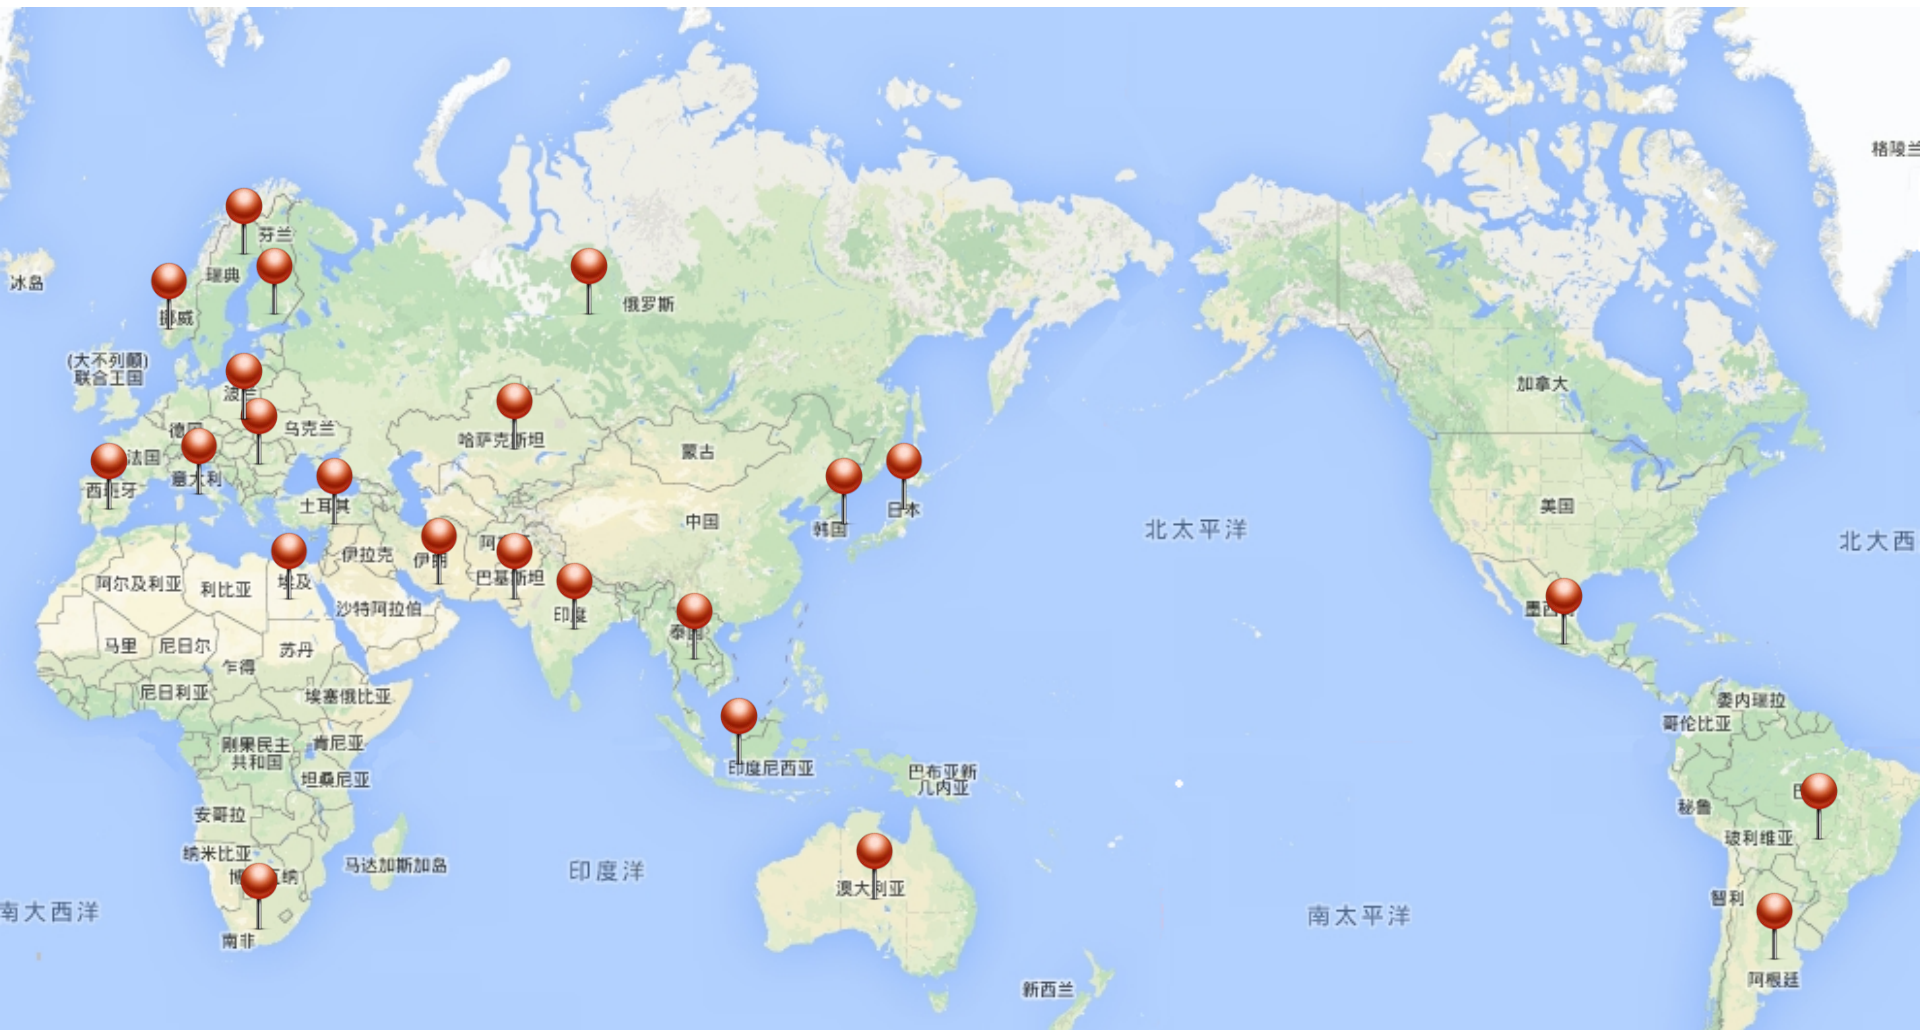 格陵兰
芬兰
瑞典
冰岛
俄罗斯
挪威
(大不列颠)
联合王国
加拿大
乌克兰
哈萨克斯坦
蒙古
法国
意大利
西班牙
土耳其
美国
日本
中国
韩国
北太平洋
北大西
伊拉克
伊朗
巴基斯坦
阿尔及利亚
利比亚
埃及
沙特阿拉伯
印度
泰国
马里
尼日尔
苏丹
乍得
尼日利亚
埃塞俄比亚
委内瑞拉
哥伦比亚
刚果民主
共和国
肯尼亚
坦桑尼亚
印度尼西亚
巴布亚新
几内亚
秘鲁
安哥拉
玻利维亚
纳米比亚
马达加斯加岛
印度洋
澳大利亚
智利
南大西洋
南太平洋
南非
阿根廷
新西兰